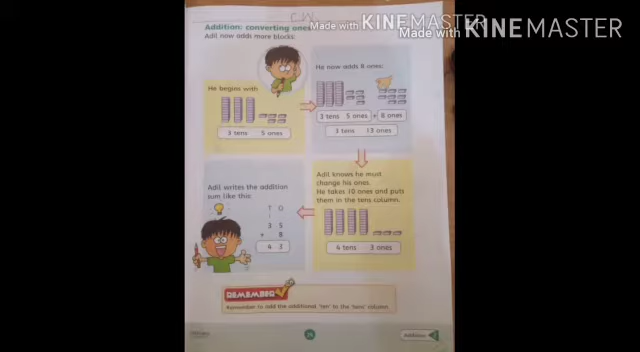 C.W
Made with KINEMASTER
Made with KINEMASTER
Addition: converting ones
Adil now adds more blocks:
He begins with
3 tens 5 ones
He now adds 8 ones:
3 tens 5 ones + 8 ones
3 tens 13 ones
Adil knows he must
change his ones.
He takes 10 ones and puts
them in the tens column.
4 tens 3 ones
Adil writes the addition
sum like this:
T O
1
3 5
+ 8
4 3
REMEMBER
Remember to add the additional 'ten' to the 'tens' column.
Addition